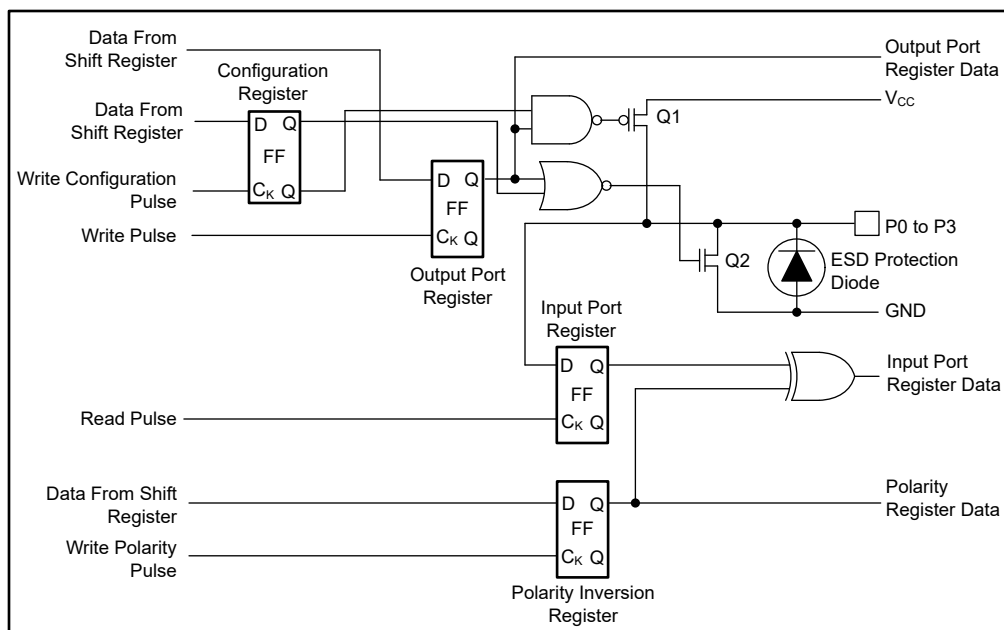 Data From
Shift Register
Configuration
Register
Data From
Shift Register
D Q
FF
CK Q
Write Configuration
Pulse
Write Pulse
D Q
FF
CK Q
Output Port
Register
Output Port
Register Data
VCC
Q1
P0 to P3
Q2
ESD Protection
Diode
GND
Input Port
Register
D Q
FF
CK Q
Input Port
Register Data
Read Pulse
Data From Shift
Register
D Q
FF
CK Q
Polarity
Register Data
Write Polarity
Pulse
Polarity Inversion
Register